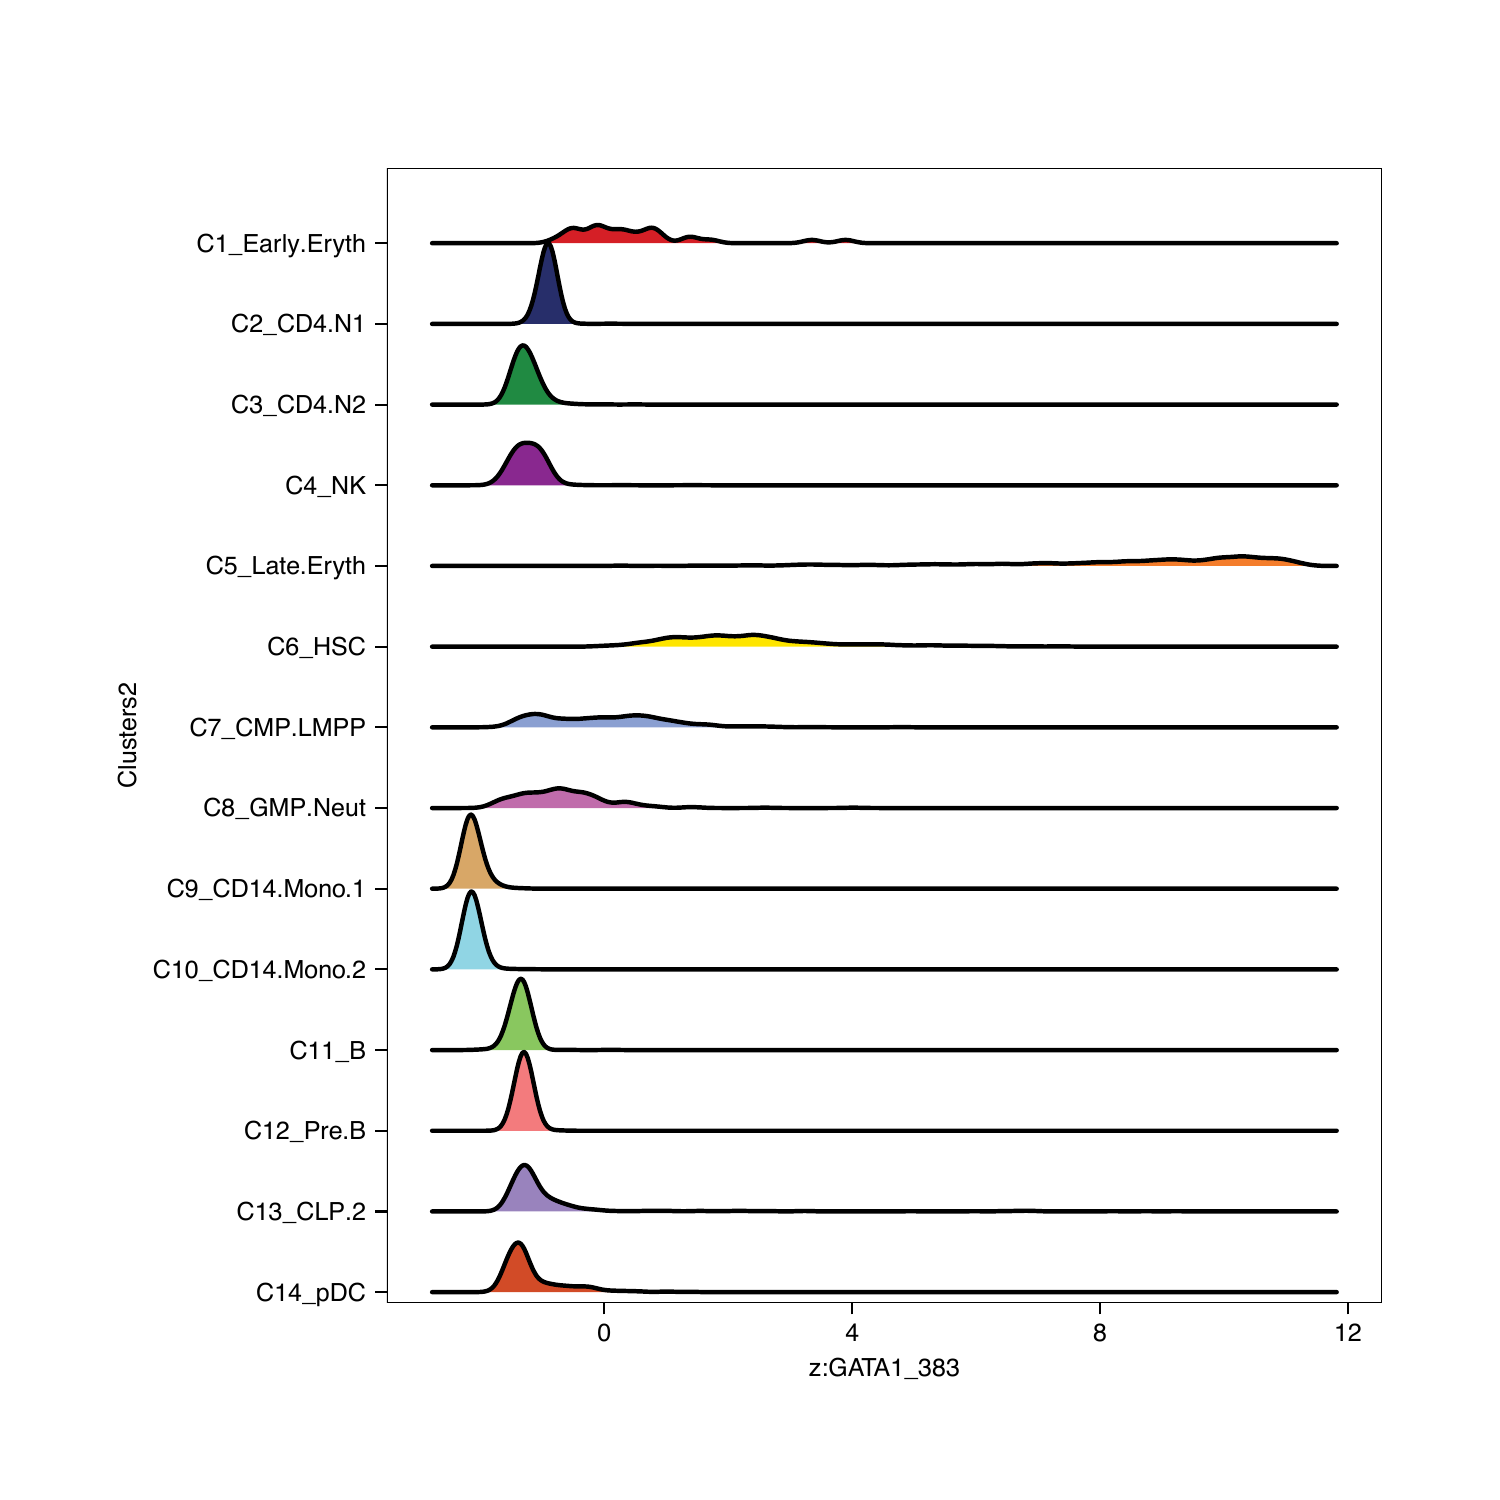 C1_Early.Eryth
C2_CD4.N1
C3_CD4.N2
C4_NK
C5_Late.Eryth
C6_HSC
C7_CMP.LMPP
C8_GMP.Neut
C9_CD14.Mono.1
C10_CD14.Mono.2
C11_B
C12_Pre.B
C13_CLP.2
C14_pDC
Clusters2
0 4 8 12
z:GATA1_383